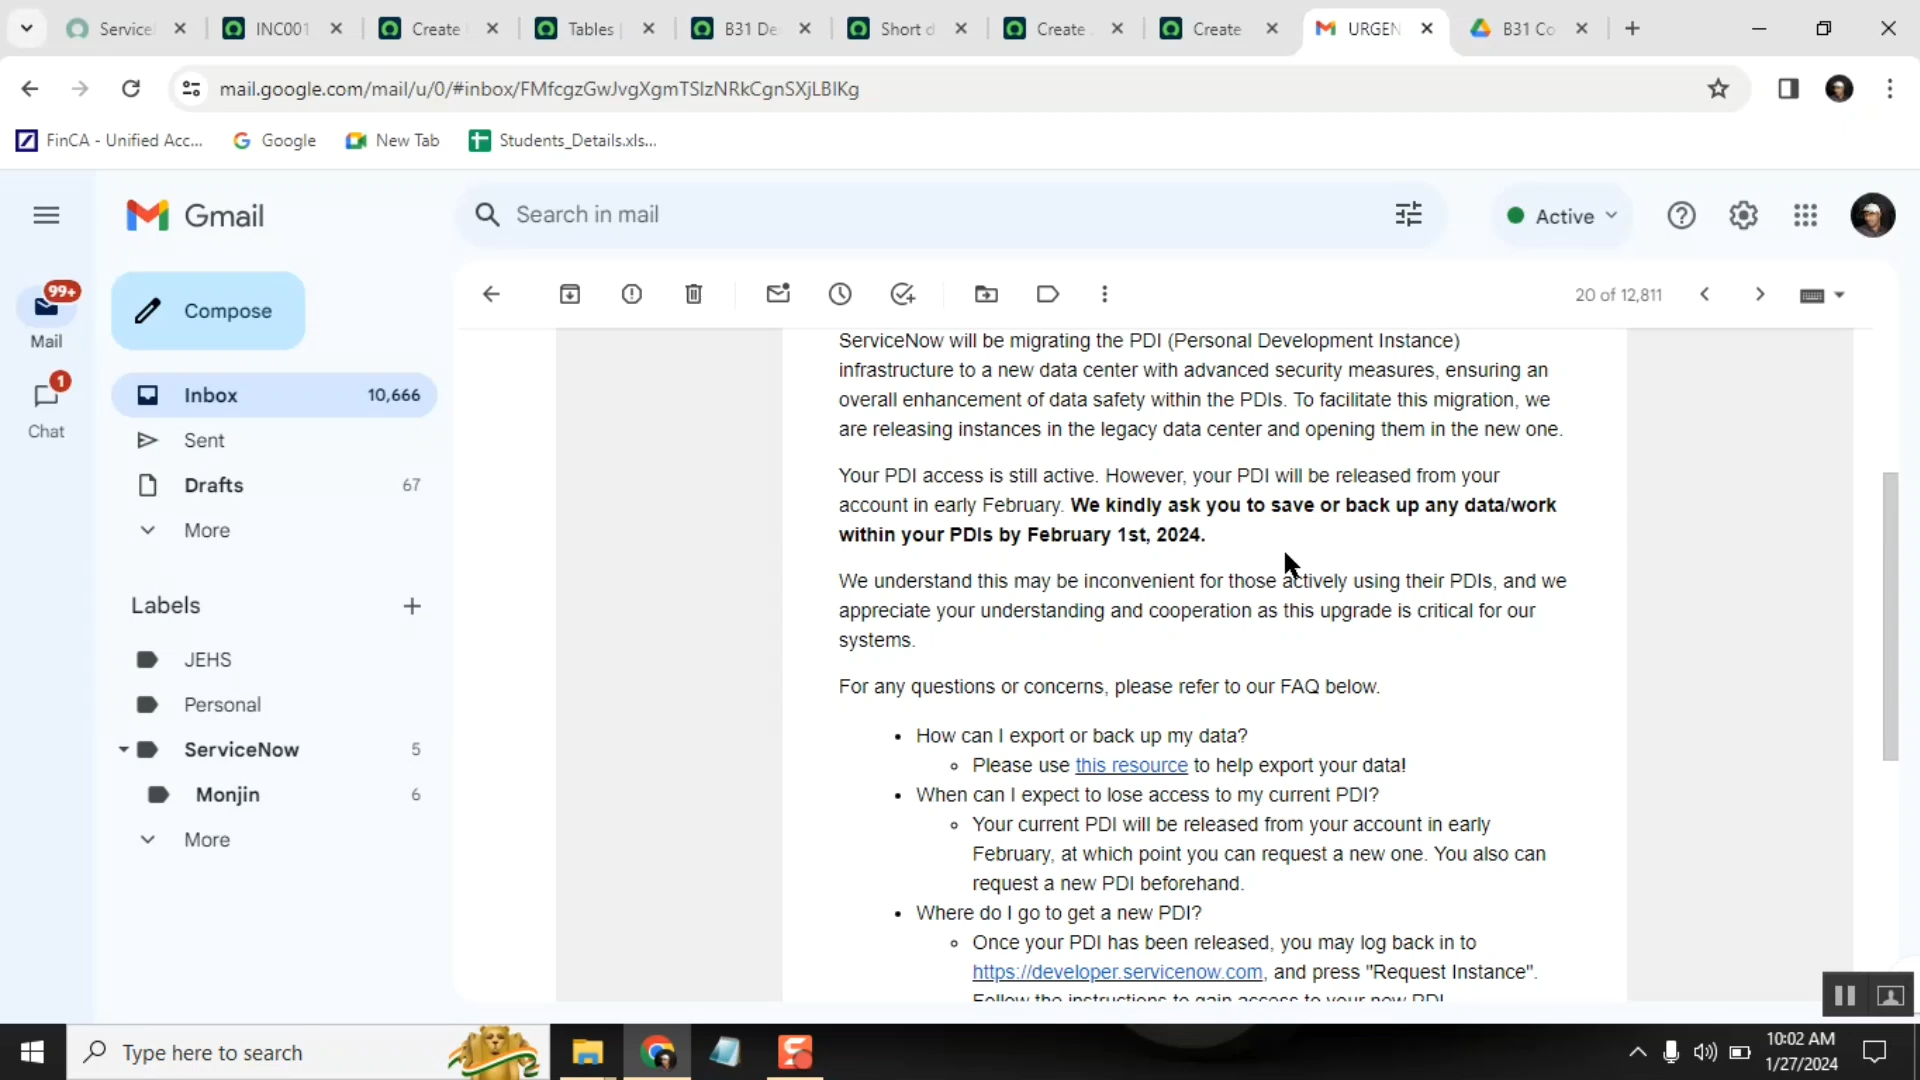 Service
INC001
Create
Tables
B31 De
Short d
Create
Create
URGEN
B31 Co
mail.google.com/mail/u/0/#inbox/FMfcgzGwJvgXgmTSlzNRkCgnSXjLBlKg
FinCA - Unified Acc...
Google
New Tab
Students_Details.xls...
Gmail
Search in mail
Active
99+
Mail
1
Chat
Compose
Inbox 10,666
Sent
Drafts 67
More
Labels +
JEHS
Personal
ServiceNow 5
Monjin 6
More
20 of 12,811
ServiceNow will be migrating the PDI (Personal Development Instance)
infrastructure to a new data center with advanced security measures, ensuring an
overall enhancement of data safety within the PDIs. To facilitate this migration, we
are releasing instances in the legacy data center and opening them in the new one.
Your PDI access is still active. However, your PDI will be released from your
account in early February. We kindly ask you to save or back up any data/work
within your PDIs by February 1st, 2024.
We understand this may be inconvenient for those actively using their PDIs, and we
appreciate your understanding and cooperation as this upgrade is critical for our
systems.
For any questions or concerns, please refer to our FAQ below.
• How can I export or back up my data?
Please use this resource to help export your data!
• When can I expect to lose access to my current PDI?
Your current PDI will be released from your account in early
February, at which point you can request a new one. You also can
request a new PDI beforehand.
• Where do I go to get a new PDI?
Once your PDI has been released, you may log back in to
https://developer.servicenow.com, and press "Request Instance".
Follow the instructions to gain access to your new PDI
Type here to search
10:02 AM
1/27/2024